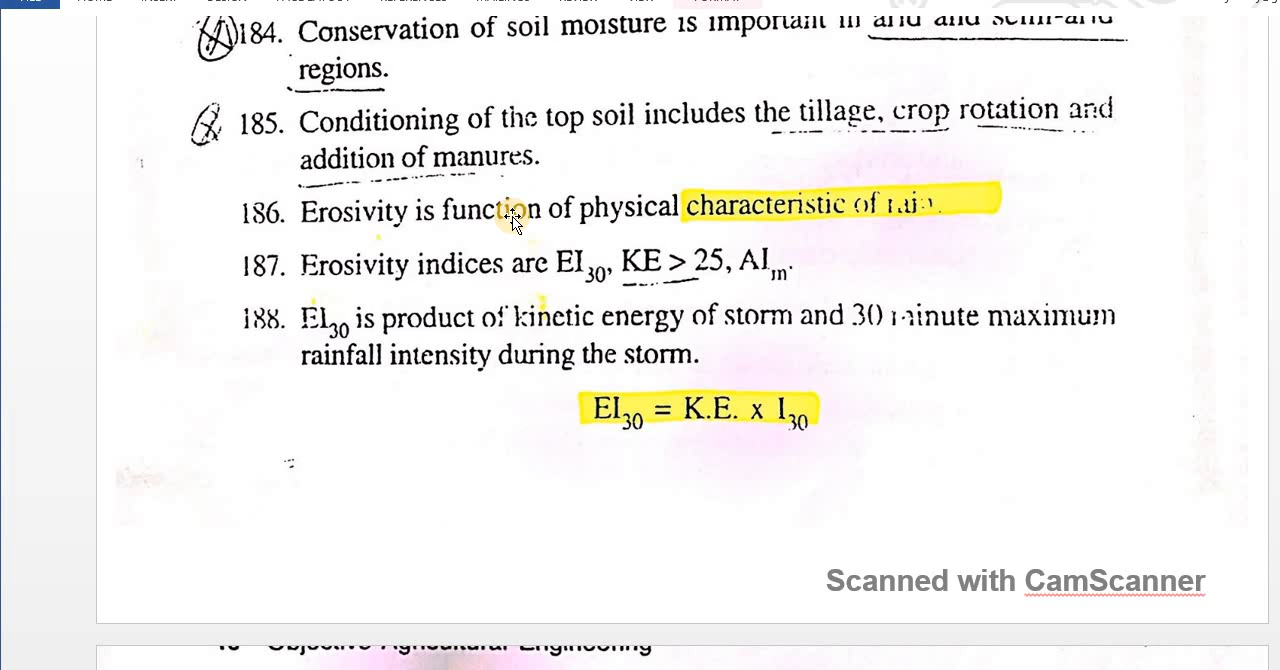 184. Conservation of soil moisture is important in arid and semi-arid
regions.
185. Conditioning of the top soil includes the tillage, crop rotation and
addition of manures.
186. Erosivity is function of physical characteristic of rain.
187. Erosivity indices are EI30, KE > 25, AIm.
188. EI30 is product of kinetic energy of storm and 30 minute maximum
rainfall intensity during the storm.
EI30 = K.E. x I30
Scanned with CamScanner
Objective Agricultural Engineering